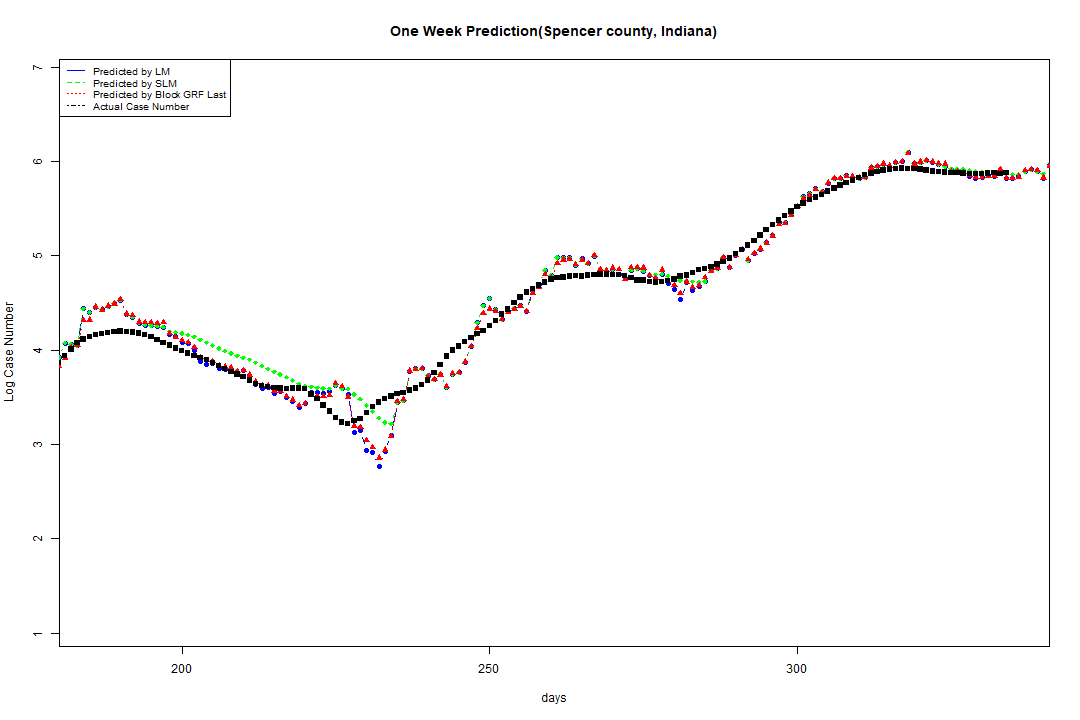 One Week Prediction(Spencer county, Indiana)
Predicted by LM
Predicted by SLM
Predicted by Block GRF Last
Actual Case Number
7
6
5
4
3
2
1
Log Case Number
200 250 300
days